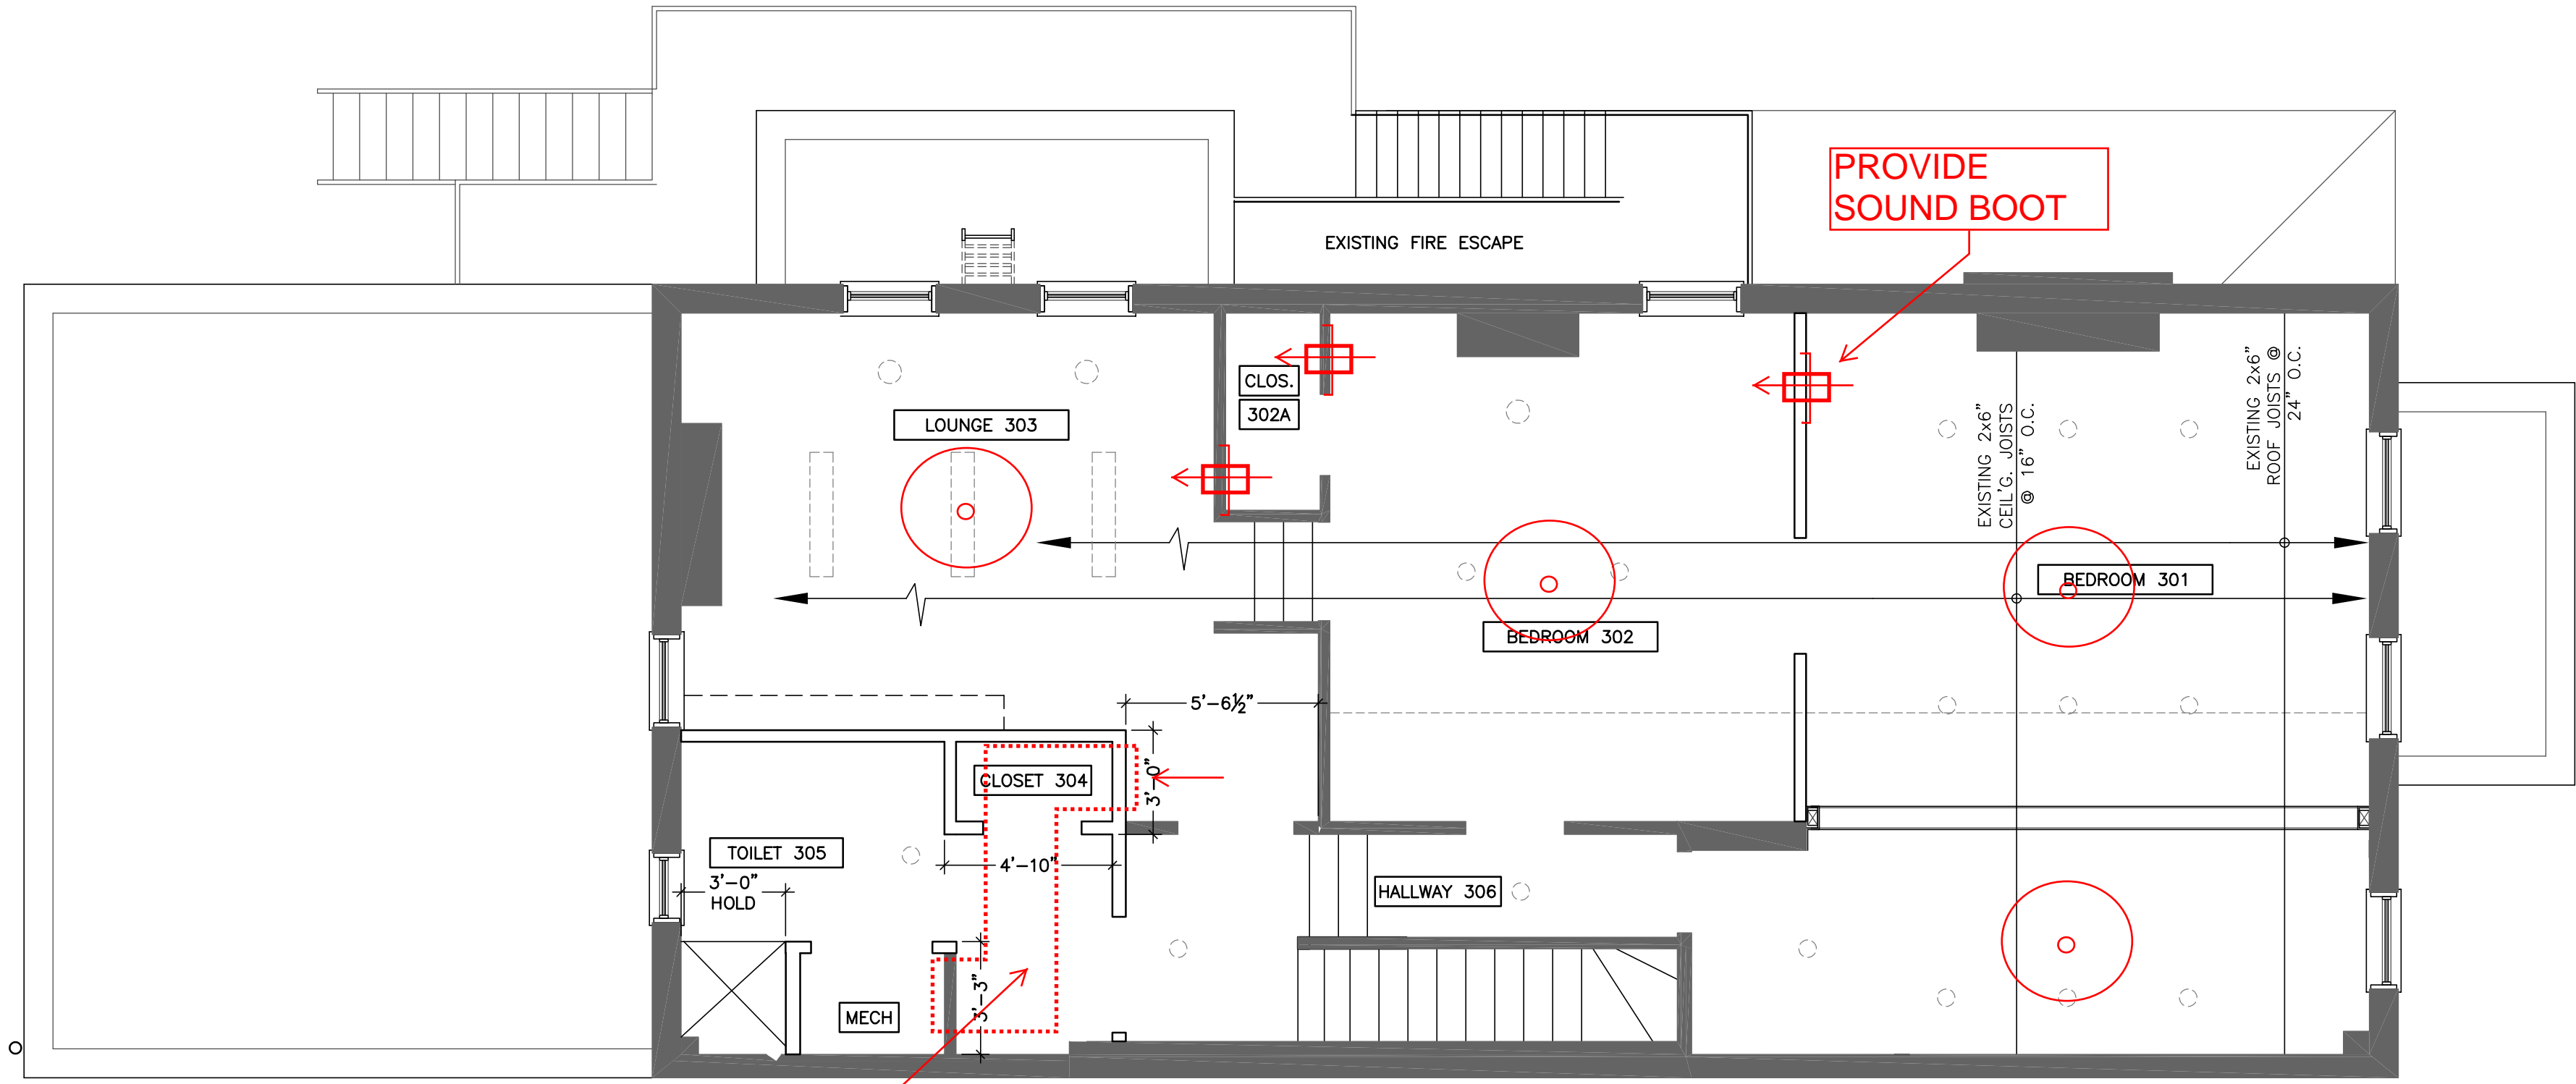 PROVIDE
SOUND BOOT
EXISTING FIRE ESCAPE
CLOS.
302A
LOUNGE 303
EXISTING 2x6"
CEIL'G. JOISTS
@ 16" O.C.
EXISTING 2x6"
ROOF JOISTS @
24" O.C.
BEDROOM 301
BEDROOM 302
5'-6½"
CLOSET 304
3'-0"
TOILET 305
4'-10"
3'-0"
HOLD
HALLWAY 306
3'-3"
MECH